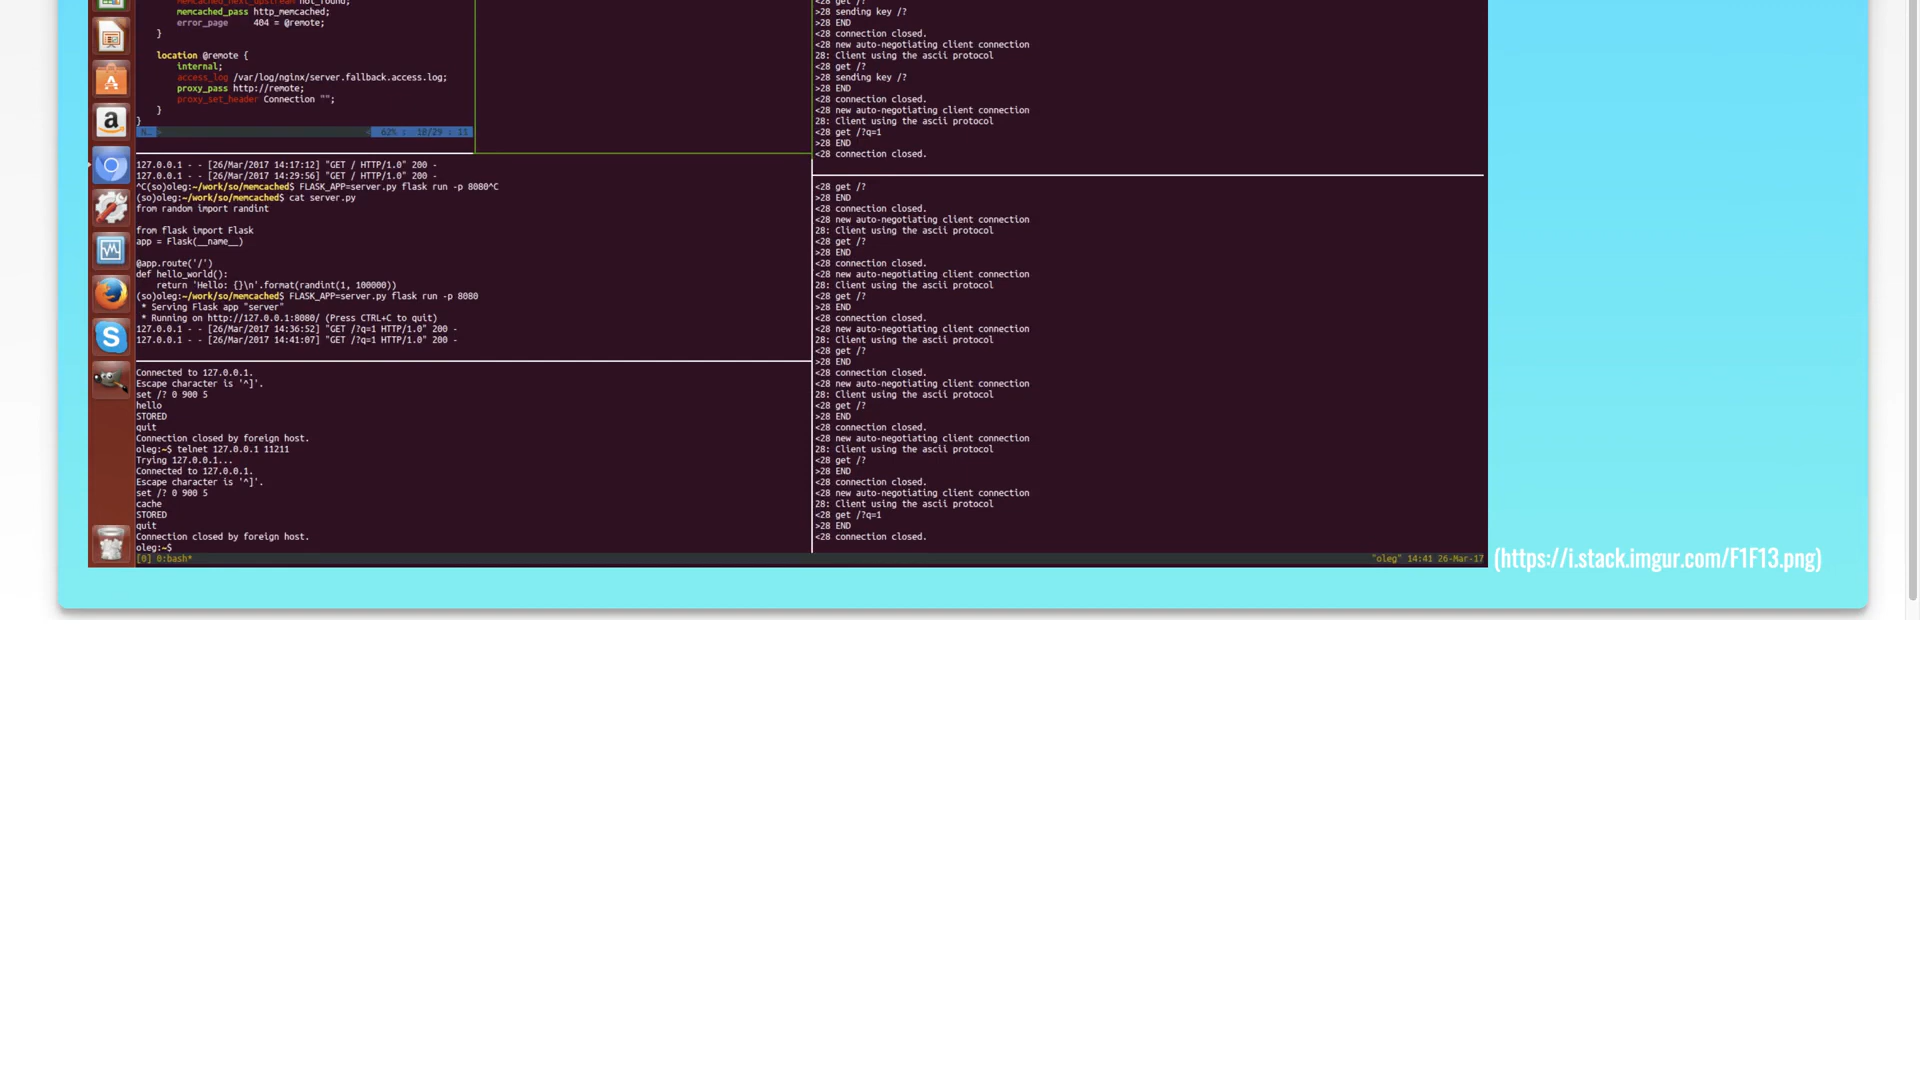 memcached_next_upstream not_found;
memcached_pass http_memcached;
error_page    404 = @remote;
}
location @remote {
internal;
access_log /var/log/nginx/server.fallback.access.log;
proxy_pass http://remote;
proxy_set_header Connection "";
}
}
N… 62% : 18/29 : 11
127.0.0.1 - - [26/Mar/2017 14:17:12] "GET / HTTP/1.0" 200 -
127.0.0.1 - - [26/Mar/2017 14:29:56] "GET / HTTP/1.0" 200 -
^C(so)oleg:~/work/so/memcached$ FLASK_APP=server.py flask run -p 8080^C
(so)oleg:~/work/so/memcached$ cat server.py
from random import randint
from flask import Flask
app = Flask(__name__)
@app.route('/')
def hello_world():
    return 'Hello: {}\n'.format(randint(1, 100000))
(so)oleg:~/work/so/memcached$ FLASK_APP=server.py flask run -p 8080
 * Serving Flask app "server"
 * Running on http://127.0.0.1:8080/ (Press CTRL+C to quit)
127.0.0.1 - - [26/Mar/2017 14:36:52] "GET /?q=1 HTTP/1.0" 200 -
127.0.0.1 - - [26/Mar/2017 14:41:07] "GET /?q=1 HTTP/1.0" 200 -
Connected to 127.0.0.1.
Escape character is '^]'.
set /? 0 900 5
hello
STORED
quit
Connection closed by foreign host.
oleg:~$ telnet 127.0.0.1 11211
Trying 127.0.0.1...
Connected to 127.0.0.1.
Escape character is '^]'.
set /? 0 900 5
cache
STORED
quit
Connection closed by foreign host.
oleg:~$
<28 get /?
>28 sending key /?
>28 END
<28 connection closed.
<28 new auto-negotiating client connection
28: Client using the ascii protocol
<28 get /?
>28 sending key /?
>28 END
<28 connection closed.
<28 new auto-negotiating client connection
28: Client using the ascii protocol
<28 get /?q=1
>28 END
<28 connection closed.
<28 get /?
>28 END
<28 connection closed.
<28 new auto-negotiating client connection
28: Client using the ascii protocol
<28 get /?
>28 END
<28 connection closed.
<28 new auto-negotiating client connection
28: Client using the ascii protocol
<28 get /?
>28 END
<28 connection closed.
<28 new auto-negotiating client connection
28: Client using the ascii protocol
<28 get /?
>28 END
<28 connection closed.
<28 new auto-negotiating client connection
28: Client using the ascii protocol
<28 get /?
>28 END
<28 connection closed.
<28 new auto-negotiating client connection
28: Client using the ascii protocol
<28 get /?
>28 END
<28 connection closed.
<28 new auto-negotiating client connection
28: Client using the ascii protocol
<28 get /?q=1
>28 END
<28 connection closed.
[0] 0:bash* "oleg" 14:41 26-Mar-17
(https://i.stack.imgur.com/F1F13.png)